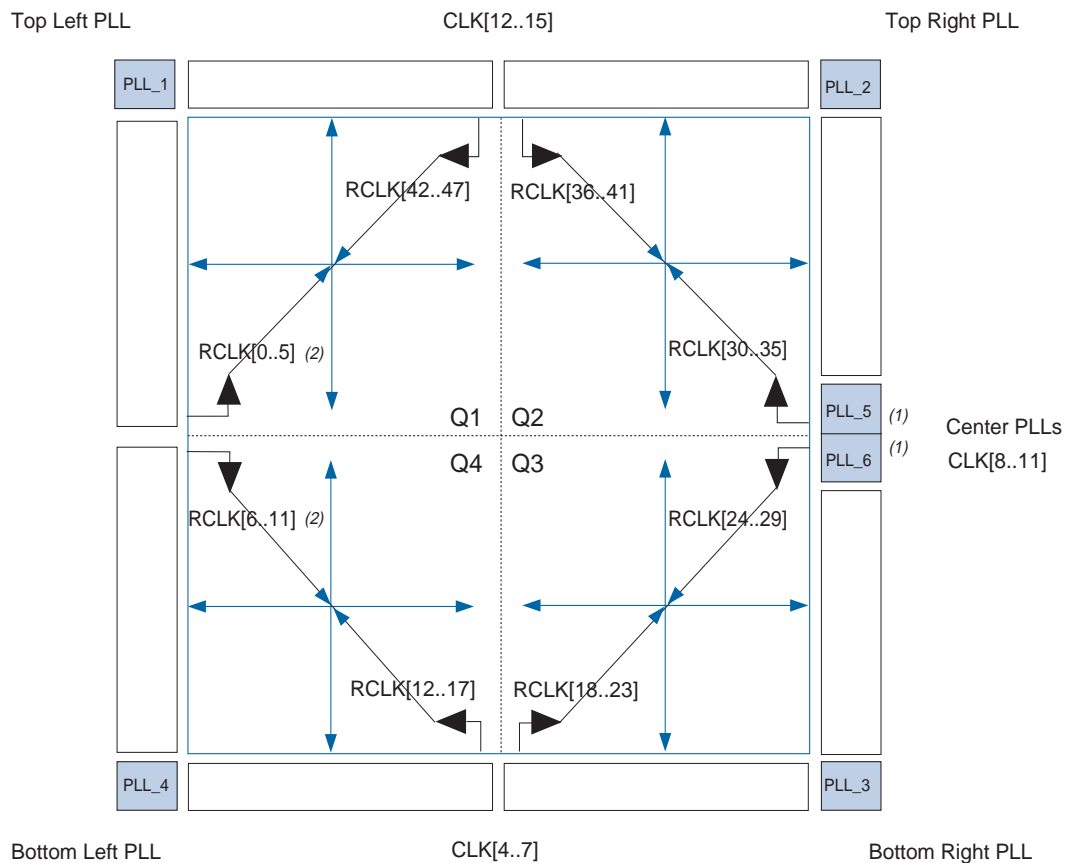 Top Left PLL
CLK[12..15]
Top Right PLL
PLL_1
PLL_2
RCLK[42..47]
RCLK[36..41]
RCLK[0..5] (2)
RCLK[30..35]
Q1
Q2
PLL_5
(1)
Center PLLs
Q4
Q3
PLL_6
(1)
CLK[8..11]
RCLK[6..11] (2)
RCLK[24..29]
RCLK[12..17]
RCLK[18..23]
PLL_4
PLL_3
Bottom Left PLL
CLK[4..7]
Bottom Right PLL